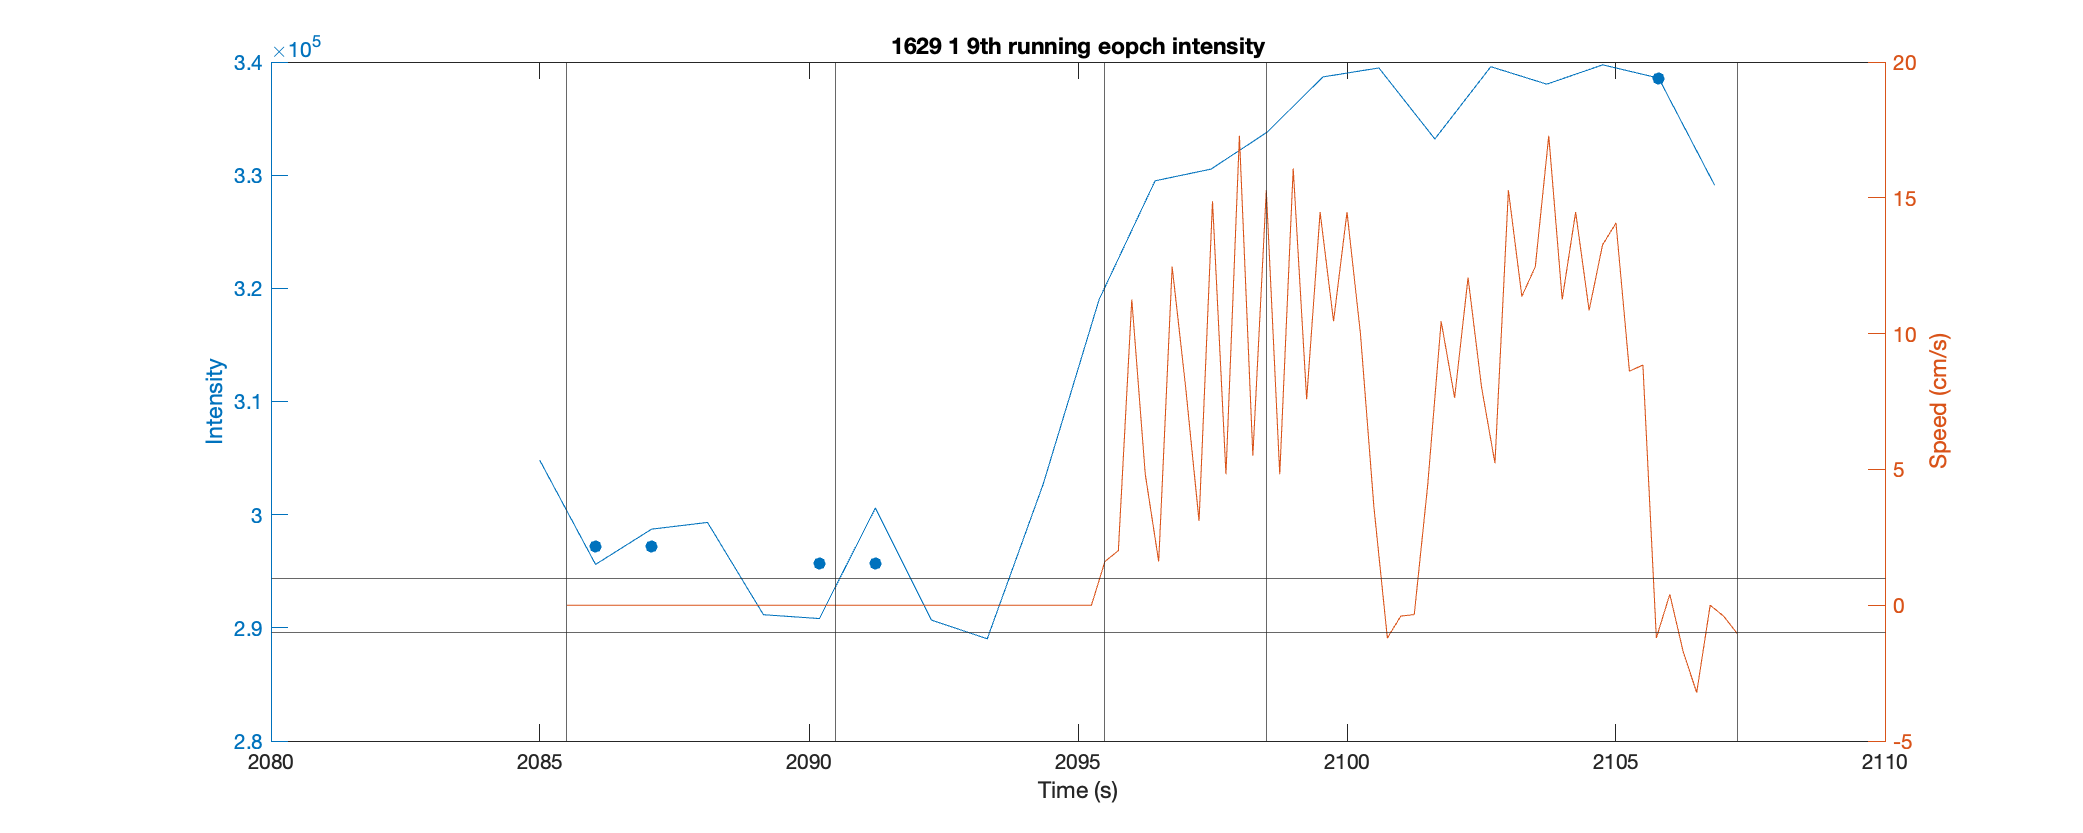 1629 1 9th running eopch intensity
×10^5
3.4
3.3
3.2
3.1
3
2.9
2.8
Intensity
20
15
10
5
0
-5
Speed (cm/s)
2080 2085 2090 2095 2100 2105 2110
Time (s)